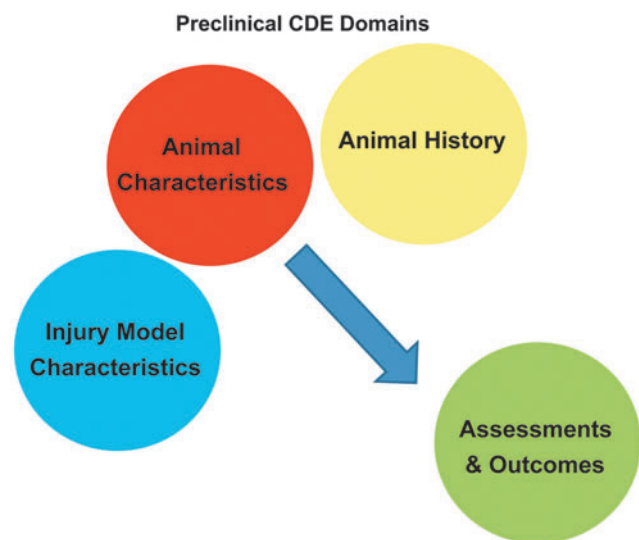 Preclinical CDE Domains
Animal
Characteristics
Animal History
Injury Model
Characteristics
Assessments
& Outcomes